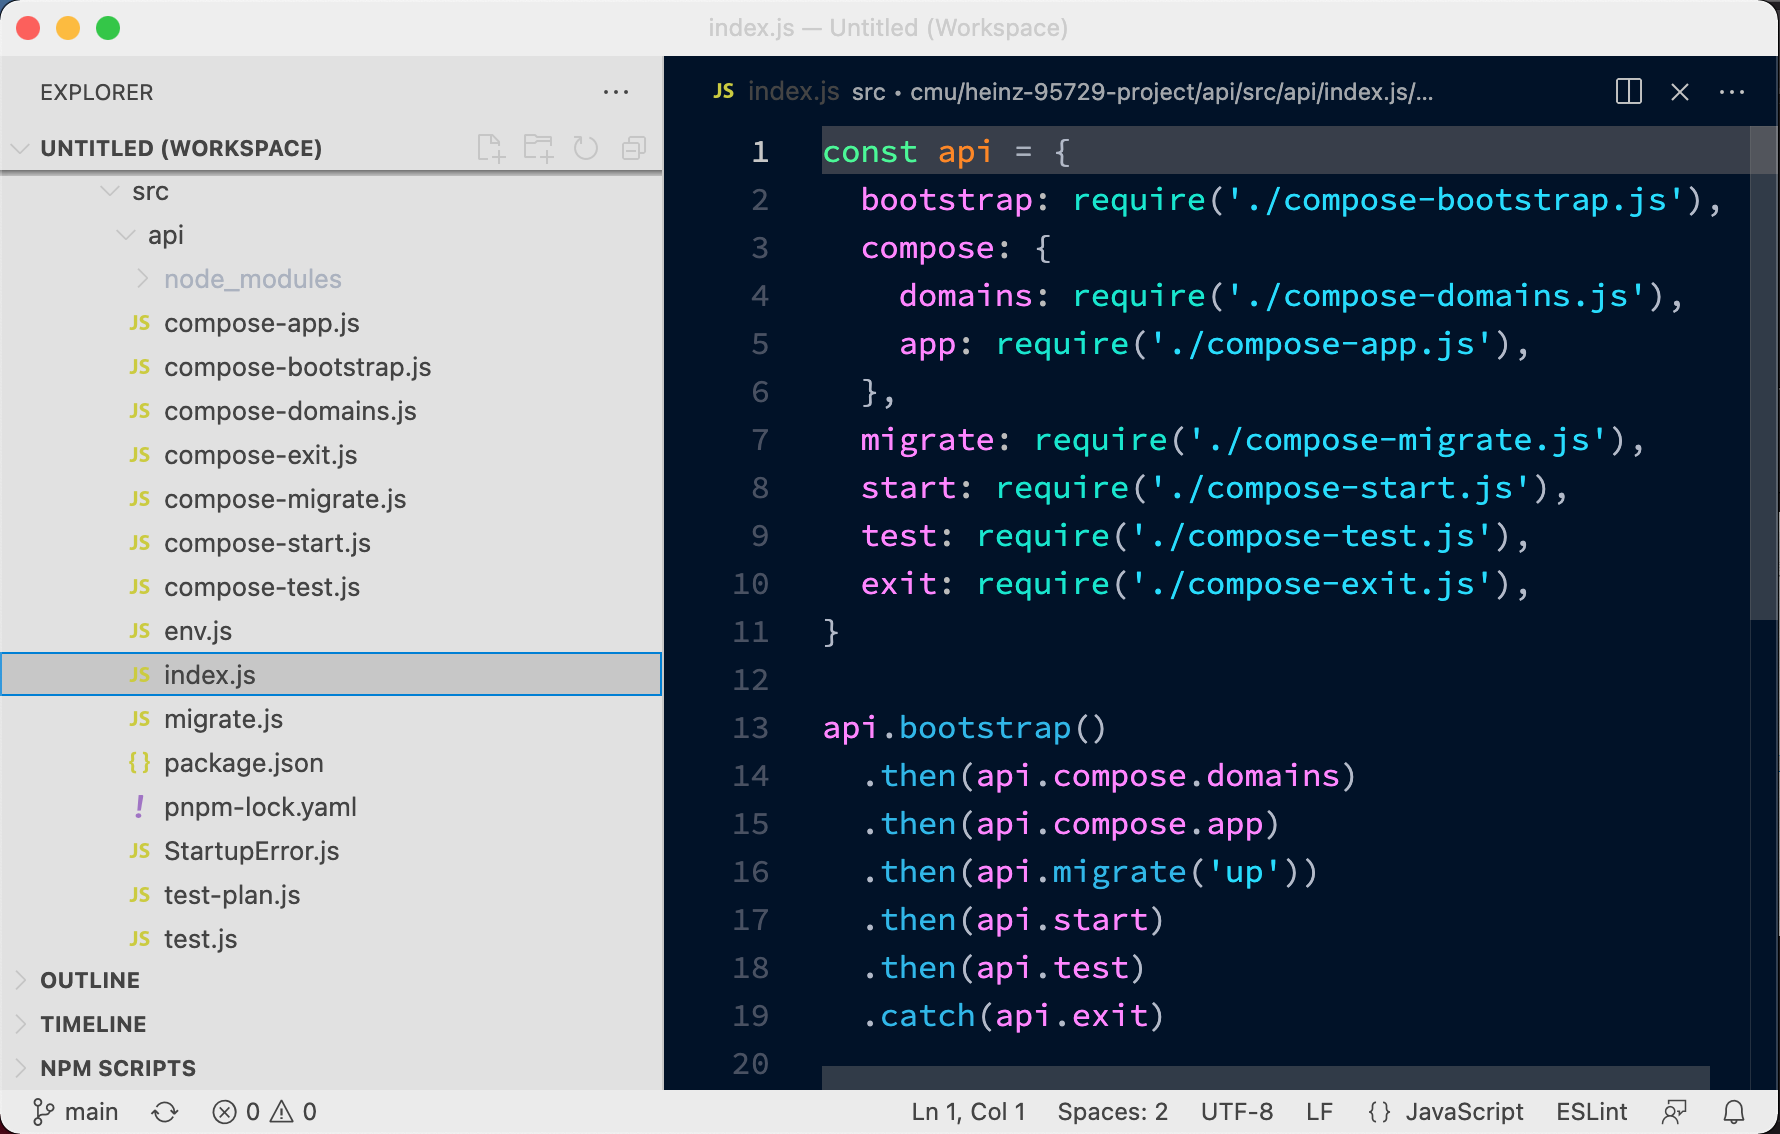 index.js — Untitled (Workspace)
EXPLORER
UNTITLED (WORKSPACE)
src
api
node_modules
JS compose-app.js
JS compose-bootstrap.js
JS compose-domains.js
JS compose-exit.js
JS compose-migrate.js
JS compose-start.js
JS compose-test.js
JS env.js
JS index.js
JS migrate.js
{} package.json
! pnpm-lock.yaml
JS StartupError.js
JS test-plan.js
JS test.js
OUTLINE
TIMELINE
NPM SCRIPTS
JS index.js src • cmu/heinz-95729-project/api/src/api/index.js/...
1 const api = {
2   bootstrap: require('./compose-bootstrap.js'),
3   compose: {
4     domains: require('./compose-domains.js'),
5     app: require('./compose-app.js'),
6   },
7   migrate: require('./compose-migrate.js'),
8   start: require('./compose-start.js'),
9   test: require('./compose-test.js'),
10   exit: require('./compose-exit.js'),
11 }
12
13 api.bootstrap()
14   .then(api.compose.domains)
15   .then(api.compose.app)
16   .then(api.migrate('up'))
17   .then(api.start)
18   .then(api.test)
19   .catch(api.exit)
20
main 0 0 Ln 1, Col 1 Spaces: 2 UTF-8 LF {} JavaScript ESLint